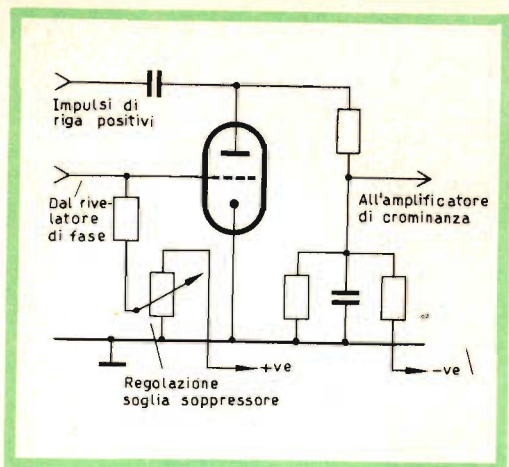 Impulsi di
riga positivi
Dal rive-
latore
di fase
All'amplificatore
di crominanza
+ve
-ve
Regolazione
soglia soppressore